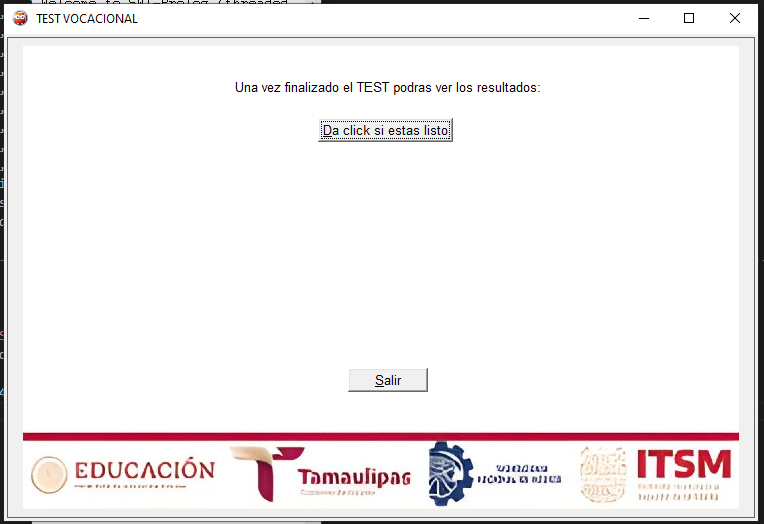 Welcome to SWI-Prolog (threaded,
TEST VOCACIONAL
Una vez finalizado el TEST podras ver los resultados:
Da click si estas listo
Salir
EDUCACIÓN
Tamaulipas
ITSM